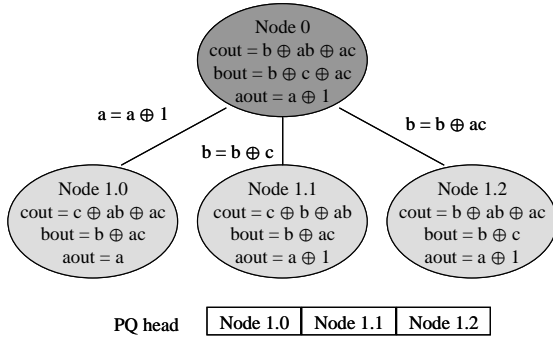 Node 0
cout = b ⊕ ab ⊕ ac
bout = b ⊕ c ⊕ ac
aout = a ⊕ 1
a = a ⊕ 1
b = b ⊕ c
b = b ⊕ ac
Node 1.0
cout = c ⊕ ab ⊕ ac
bout = b ⊕ ac
aout = a
Node 1.1
cout = c ⊕ b ⊕ ab
bout = b ⊕ ac
aout = a ⊕ 1
Node 1.2
cout = b ⊕ ab ⊕ ac
bout = b ⊕ c
aout = a ⊕ 1
PQ head Node 1.0 Node 1.1 Node 1.2